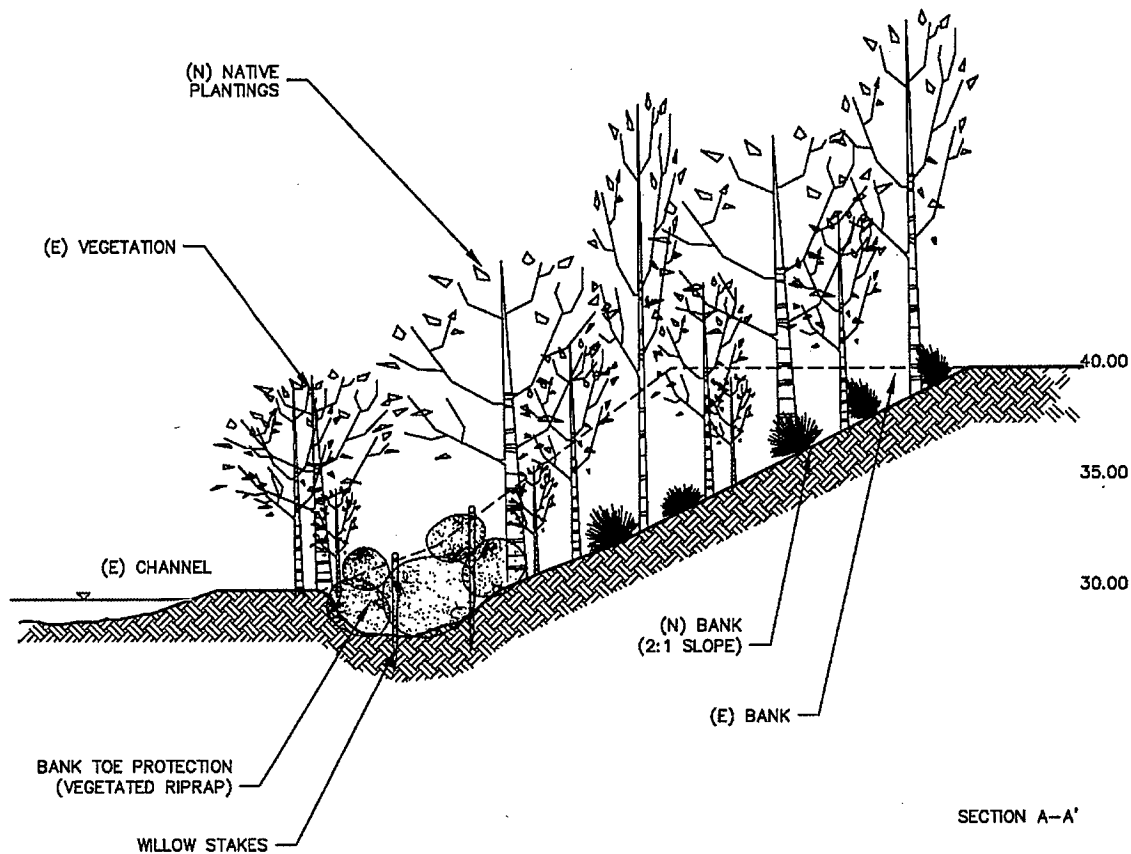 (N) NATIVE
PLANTINGS
(E) VEGETATION
40.00
35.00
(E) CHANNEL
30.00
(N) BANK
(2:1 SLOPE)
(E) BANK
BANK TOE PROTECTION
(VEGETATED RIPRAP)
WILLOW STAKES
SECTION A-A'